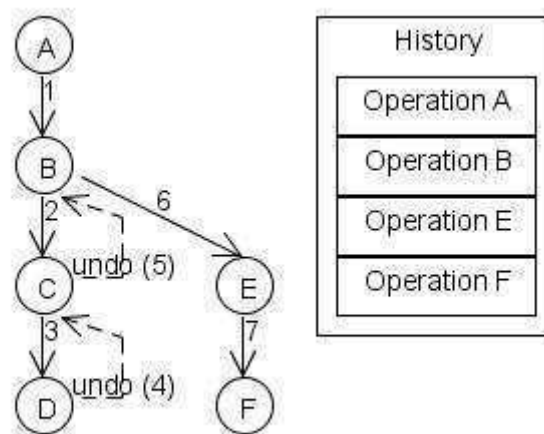 A
1
B
2
6
undo (5)
C
E
3
7
undo (4)
D
F
History
Operation A
Operation B
Operation E
Operation F